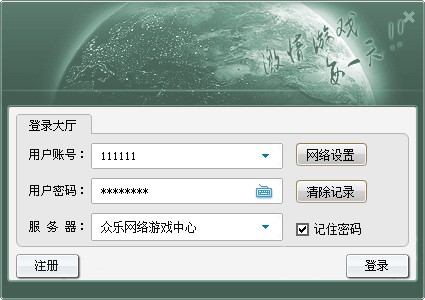 激情游戏
每一天!!
登录大厅
用户账号： 111111 网络设置
用户密码： ******** 清除记录
服 务 器： 众乐网络游戏中心 记住密码
注册 登录